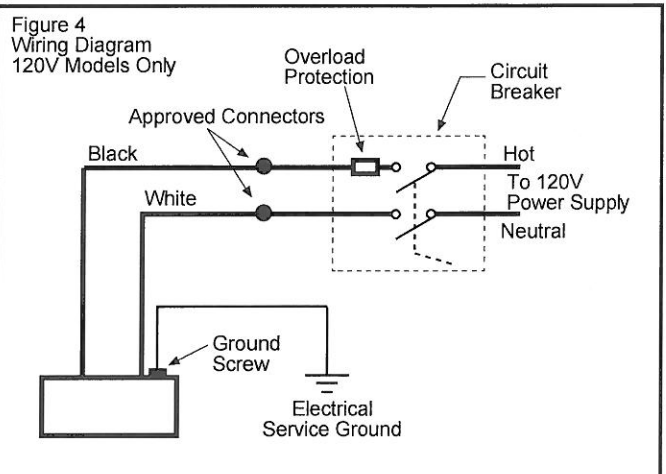 Figure 4
Wiring Diagram
120V Models Only
Overload
Protection
Circuit
Breaker
Approved Connectors
Black
Hot
To 120V
Power Supply
White
Neutral
Ground
Screw
Electrical
Service Ground